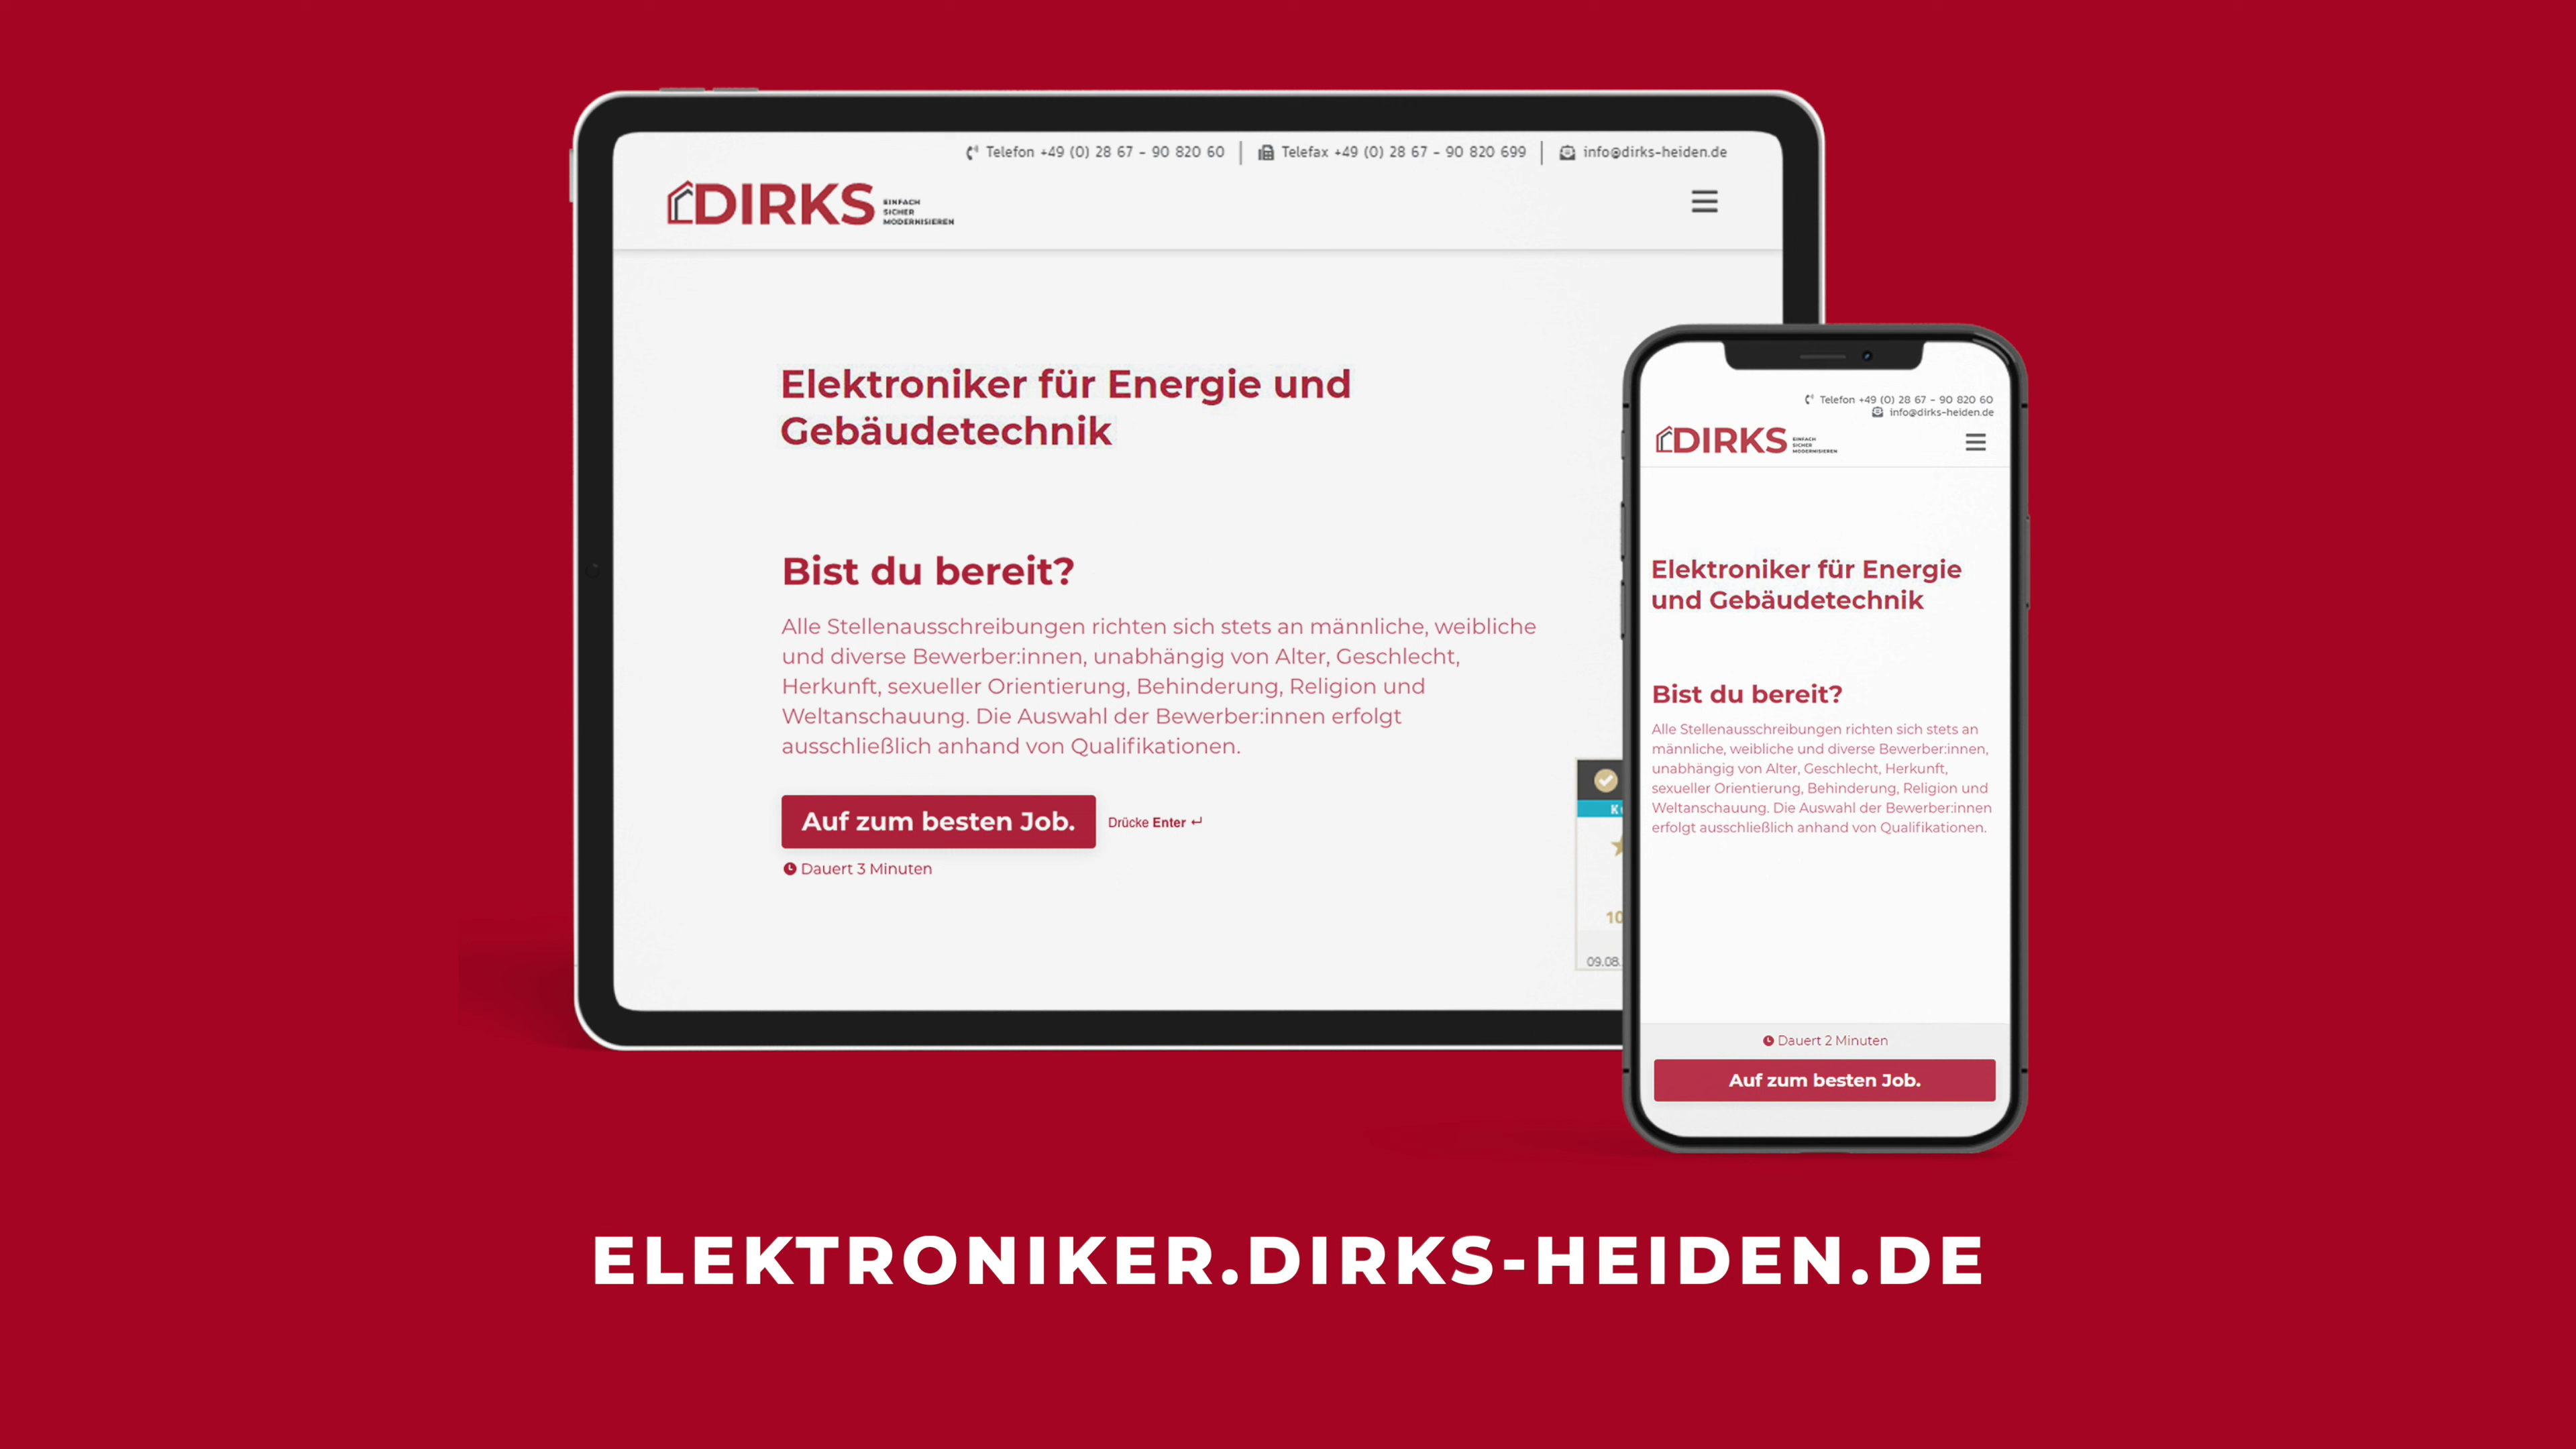 Telefon +49 (0) 28 67 - 90 820 60 | Telefax +49 (0) 28 67 - 90 820 699 | info@dirks-heiden.de
DIRKS
EINFACH
SICHER
MODERNISIEREN
Elektroniker für Energie und
Gebäudetechnik
Bist du bereit?
Alle Stellenausschreibungen richten sich stets an männliche, weibliche
und diverse Bewerber:innen, unabhängig von Alter, Geschlecht,
Herkunft, sexueller Orientierung, Behinderung, Religion und
Weltanschauung. Die Auswahl der Bewerber:innen erfolgt
ausschließlich anhand von Qualifikationen.
Auf zum besten Job. Drücke Enter ↵
Dauert 3 Minuten
09.08.
Telefon +49 (0) 28 67 - 90 820 60
info@dirks-heiden.de
DIRKS
EINFACH
SICHER
MODERNISIEREN
Elektroniker für Energie
und Gebäudetechnik
Bist du bereit?
Alle Stellenausschreibungen richten sich stets an
männliche, weibliche und diverse Bewerber:innen,
unabhängig von Alter, Geschlecht, Herkunft,
sexueller Orientierung, Behinderung, Religion und
Weltanschauung. Die Auswahl der Bewerber:innen
erfolgt ausschließlich anhand von Qualifikationen.
Dauert 2 Minuten
Auf zum besten Job.
ELEKTRONIKER.DIRKS-HEIDEN.DE